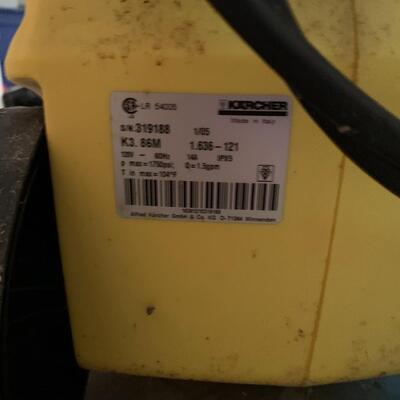 LR 54005 KÄRCHER
Made in Italy
S/N.319188 1/05
K3. 86M 1.636-121
120V ~ 60Hz 14A IPX5
p max=1750psi; Q=1.5gpm
T in max=104°F
Alfred Kärcher GmbH & Co. KG D-71364 Winnenden